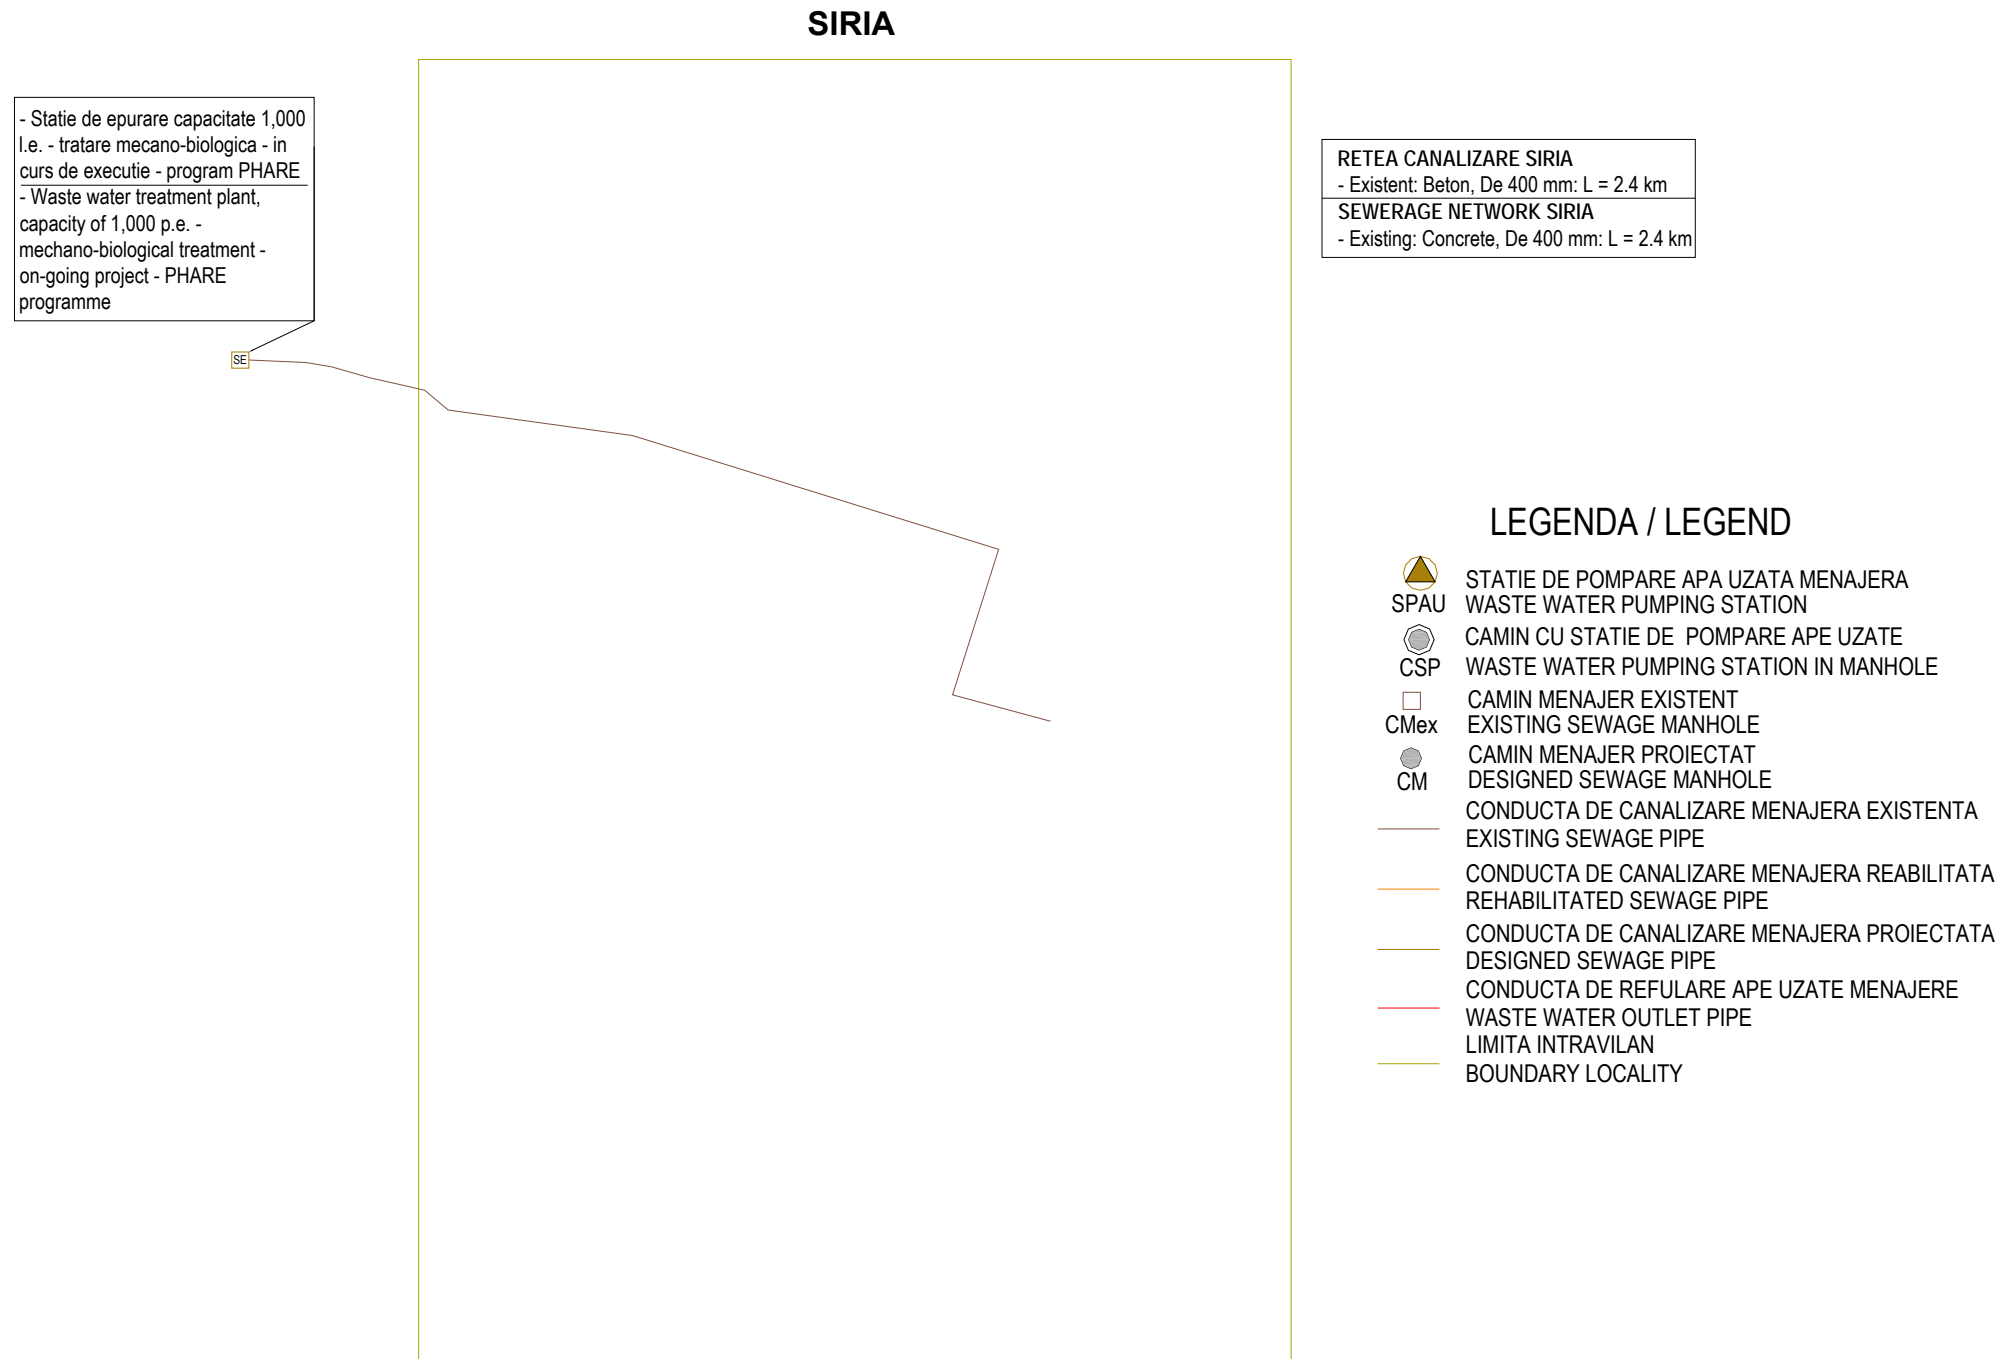 SIRIA
- Statie de epurare capacitate 1,000
l.e. - tratare mecano-biologica - in
curs de executie - program PHARE
- Waste water treatment plant,
capacity of 1,000 p.e. -
mechano-biological treatment -
on-going project - PHARE
programme
SE
RETEA CANALIZARE SIRIA
- Existent: Beton, De 400 mm: L = 2.4 km
SEWERAGE NETWORK SIRIA
- Existing: Concrete, De 400 mm: L = 2.4 km
LEGENDA / LEGEND
STATIE DE POMPARE APA UZATA MENAJERA
SPAU WASTE WATER PUMPING STATION
CAMIN CU STATIE DE POMPARE APE UZATE
CSP WASTE WATER PUMPING STATION IN MANHOLE
CAMIN MENAJER EXISTENT
CMex EXISTING SEWAGE MANHOLE
CAMIN MENAJER PROIECTAT
CM DESIGNED SEWAGE MANHOLE
CONDUCTA DE CANALIZARE MENAJERA EXISTENTA
EXISTING SEWAGE PIPE
CONDUCTA DE CANALIZARE MENAJERA REABILITATA
REHABILITATED SEWAGE PIPE
CONDUCTA DE CANALIZARE MENAJERA PROIECTATA
DESIGNED SEWAGE PIPE
CONDUCTA DE REFULARE APE UZATE MENAJERE
WASTE WATER OUTLET PIPE
LIMITA INTRAVILAN
BOUNDARY LOCALITY